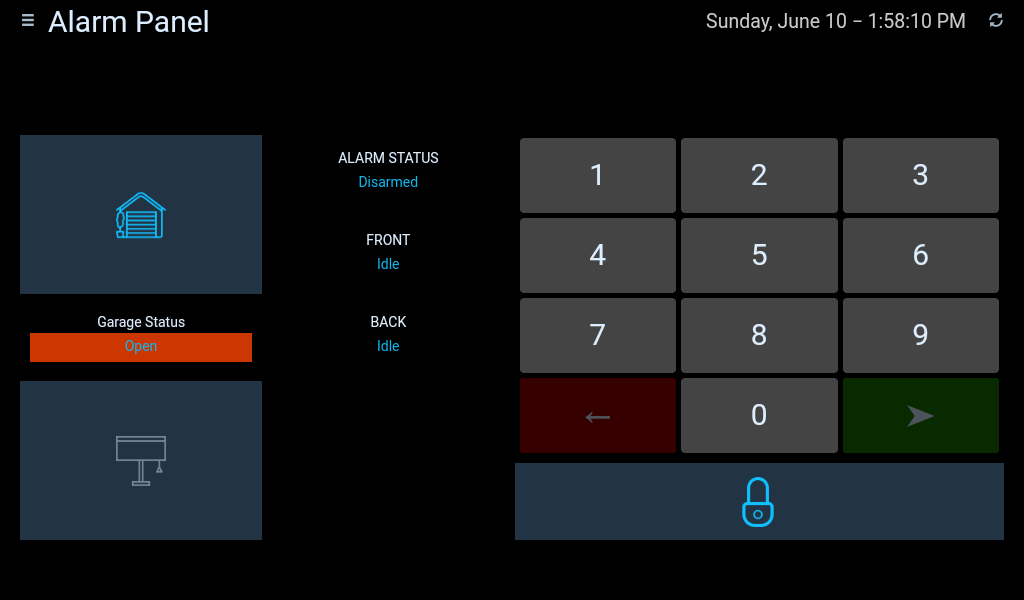 Alarm Panel
Sunday, June 10 – 1:58:10 PM
Garage Status
Open
ALARM STATUS
Disarmed
FRONT
Idle
BACK
Idle
1 2 3
4 5 6
7 8 9
← 0 ➤